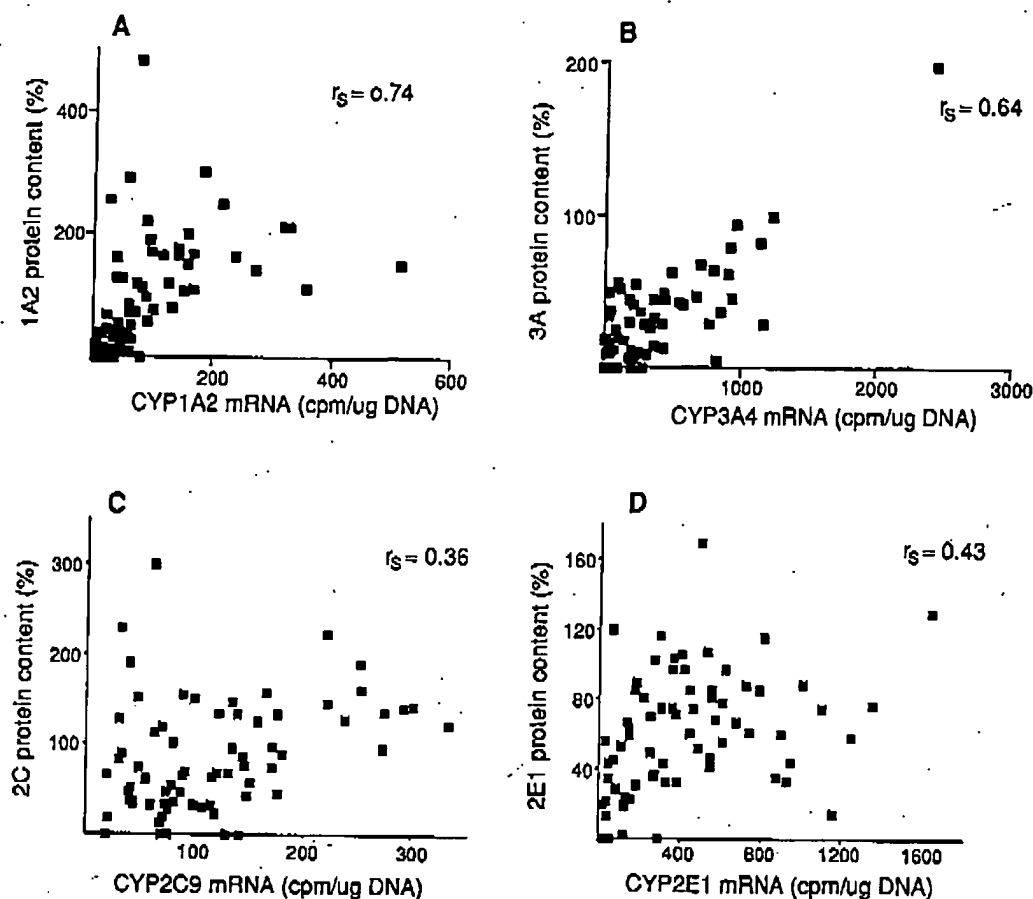 A
1A2 protein content (%)
400
200
rS = 0.74
200 400 600
CYP1A2 mRNA (cpm/ug DNA)
B
3A protein content (%)
200
100
rS = 0.64
1000 2000 3000
CYP3A4 mRNA (cpm/ug DNA)
C
2C protein content (%)
300
200
100
rS = 0.36
100 200 300
CYP2C9 mRNA (cpm/ug DNA)
D
2E1 protein content (%)
160
120
80
40
rS = 0.43
400 800 1200 1600
CYP2E1 mRNA (cpm/ug DNA)